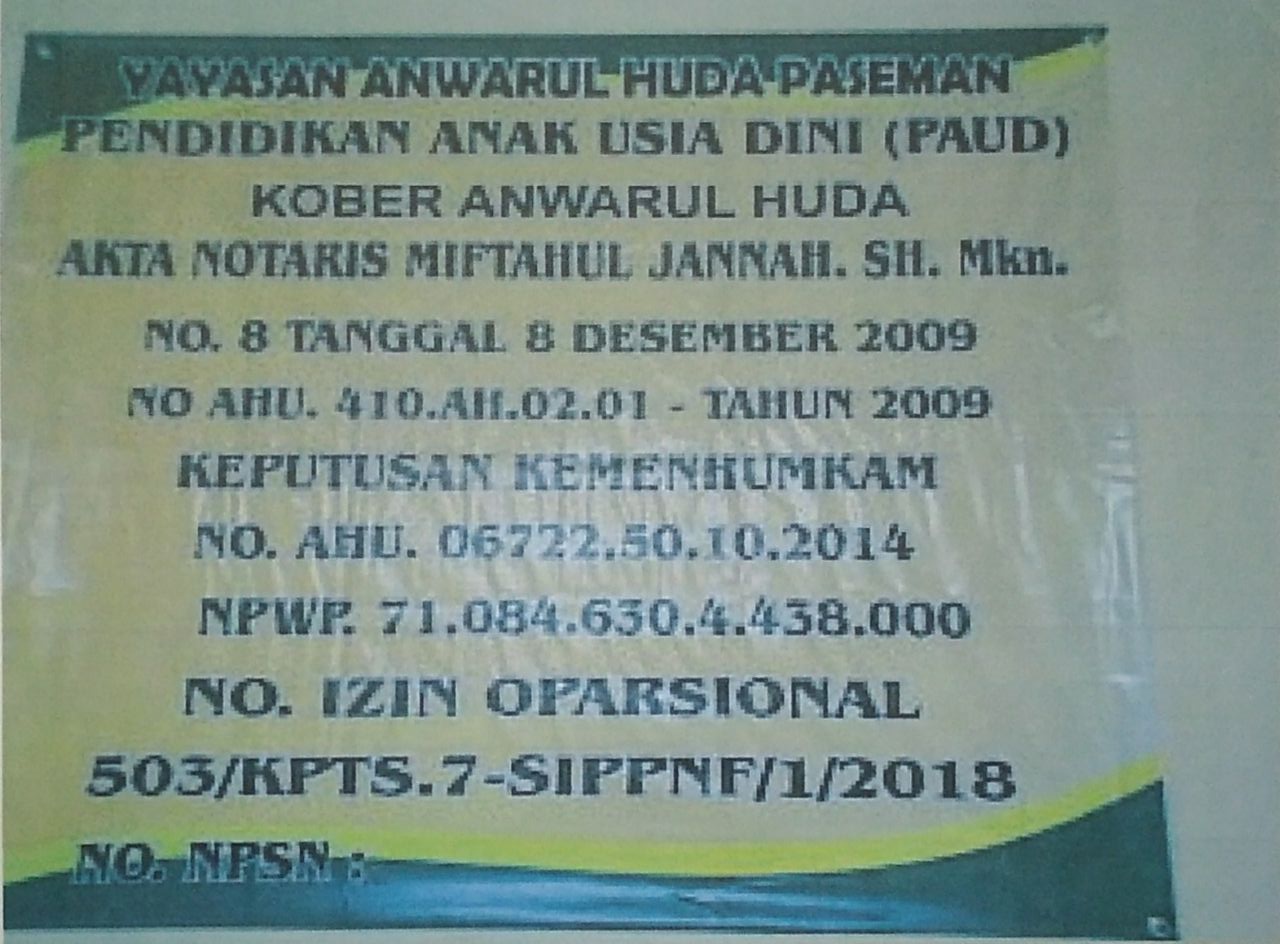 YAYASAN ANWARUL HUDA PASEMAN
PENDIDIKAN ANAK USIA DINI (PAUD)
KOBER ANWARUL HUDA
AKTA NOTARIS MIFTAHUL JANNAH. SH. Mkn.
NO. 8 TANGGAL 8 DESEMBER 2009
NO AHU. 410.AH.02.01 - TAHUN 2009
KEPUTUSAN KEMENHUMKAM
NO. AHU. 06722.50.10.2014
NPWP. 71.084.630.4.438.000
NO. IZIN OPARSIONAL
503/KPTS.7-SIPPNF/1/2018
NO. NPSN :